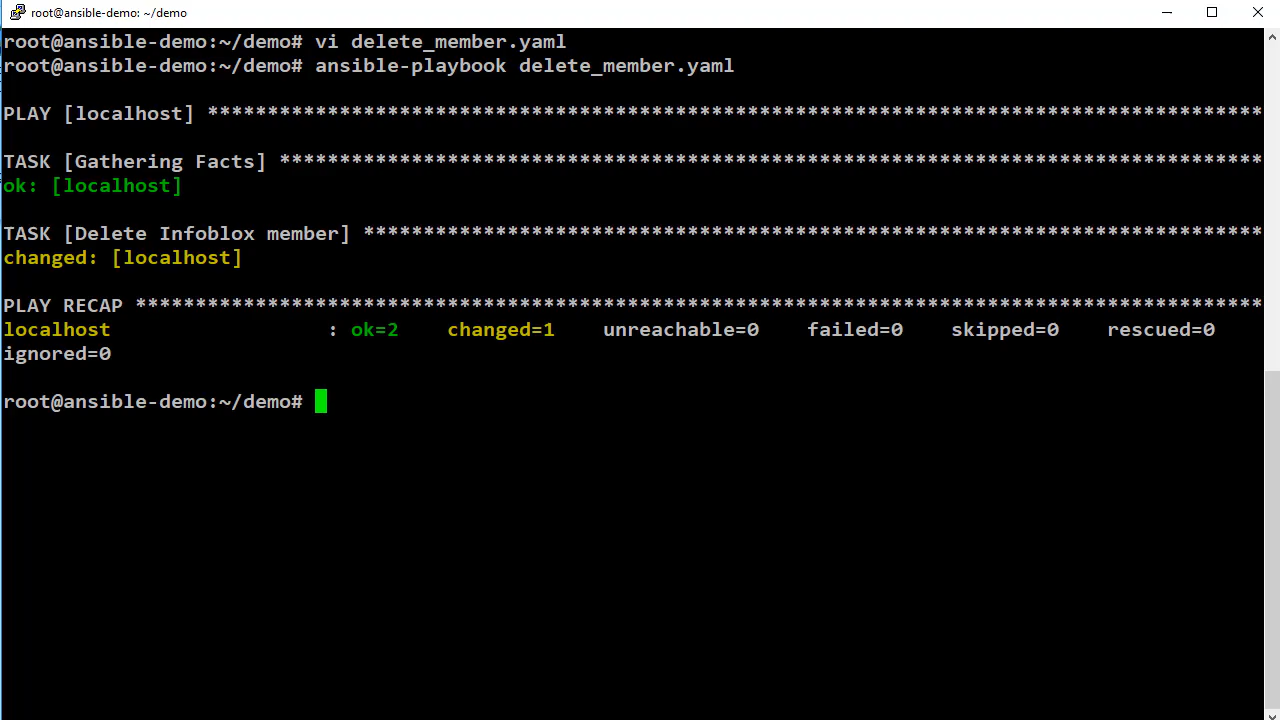 root@ansible-demo: ~/demo
root@ansible-demo:~/demo# vi delete_member.yaml
root@ansible-demo:~/demo# ansible-playbook delete_member.yaml
PLAY [localhost] ****************************************************************************************
TASK [Gathering Facts] **********************************************************************************
ok: [localhost]
TASK [Delete Infoblox member] ***************************************************************************
changed: [localhost]
PLAY RECAP **********************************************************************************************
localhost                  : ok=2    changed=1    unreachable=0    failed=0    skipped=0    rescued=0
ignored=0
root@ansible-demo:~/demo#